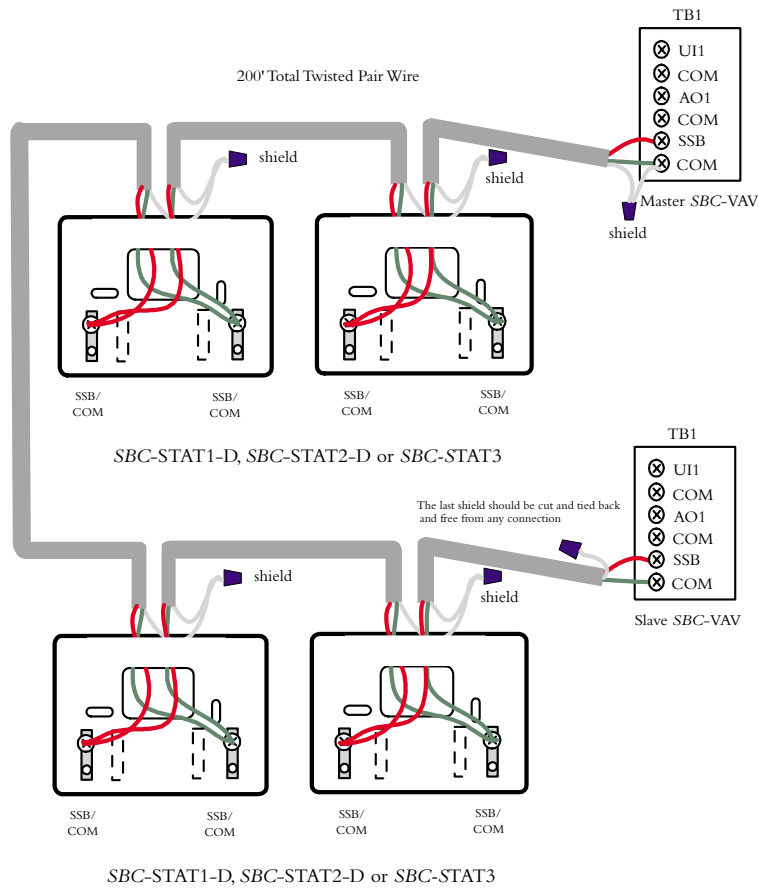 TB1
UI1
COM
AO1
COM
SSB
COM
200' Total Twisted Pair Wire
shield
shield
Master SBC-VAV
shield
SSB/
COM
SSB/
COM
SSB/
COM
SSB/
COM
SBC-STAT1-D, SBC-STAT2-D or SBC-STAT3
TB1
UI1
COM
AO1
COM
SSB
COM
The last shield should be cut and tied back
and free from any connection
shield
shield
Slave SBC-VAV
SSB/
COM
SSB/
COM
SSB/
COM
SSB/
COM
SBC-STAT1-D, SBC-STAT2-D or SBC-STAT3